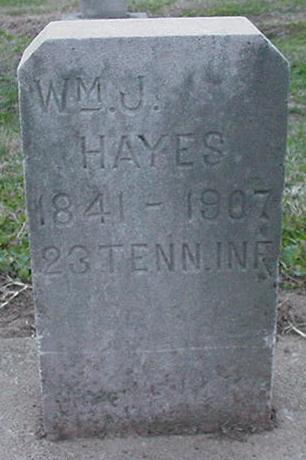 WM. J.
HAYES
1841 - 1907
23 TENN. INF